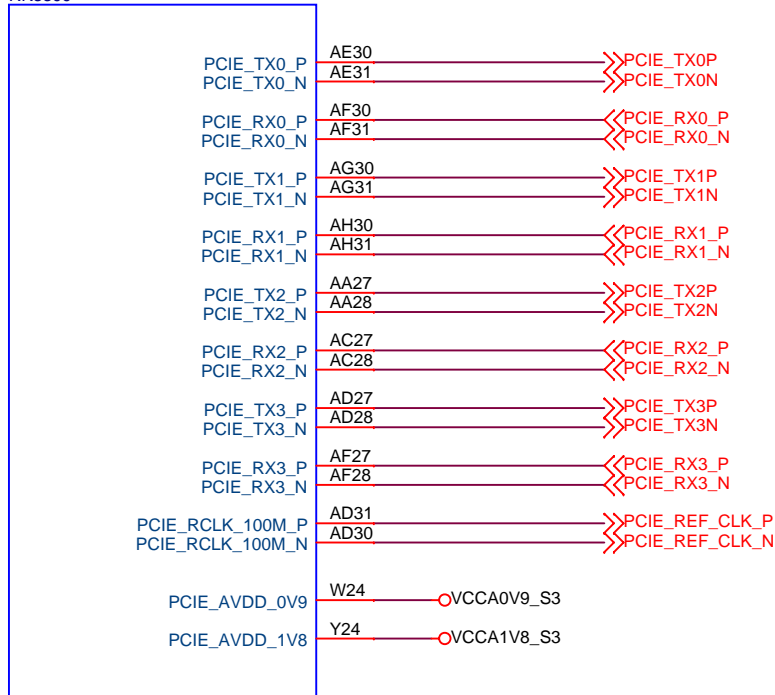 PCIE_TX0_P AE30 PCIE_TX0P
PCIE_TX0_N AE31 PCIE_TX0N
PCIE_RX0_P AF30 PCIE_RX0_P
PCIE_RX0_N AF31 PCIE_RX0_N
PCIE_TX1_P AG30 PCIE_TX1P
PCIE_TX1_N AG31 PCIE_TX1N
PCIE_RX1_P AH30 PCIE_RX1_P
PCIE_RX1_N AH31 PCIE_RX1_N
PCIE_TX2_P AA27 PCIE_TX2P
PCIE_TX2_N AA28 PCIE_TX2N
PCIE_RX2_P AC27 PCIE_RX2_P
PCIE_RX2_N AC28 PCIE_RX2_N
PCIE_TX3_P AD27 PCIE_TX3P
PCIE_TX3_N AD28 PCIE_TX3N
PCIE_RX3_P AF27 PCIE_RX3_P
PCIE_RX3_N AF28 PCIE_RX3_N
PCIE_RCLK_100M_P AD31 PCIE_REF_CLK_P
PCIE_RCLK_100M_N AD30 PCIE_REF_CLK_N
PCIE_AVDD_0V9 W24 VCCA0V9_S3
PCIE_AVDD_1V8 Y24 VCCA1V8_S3